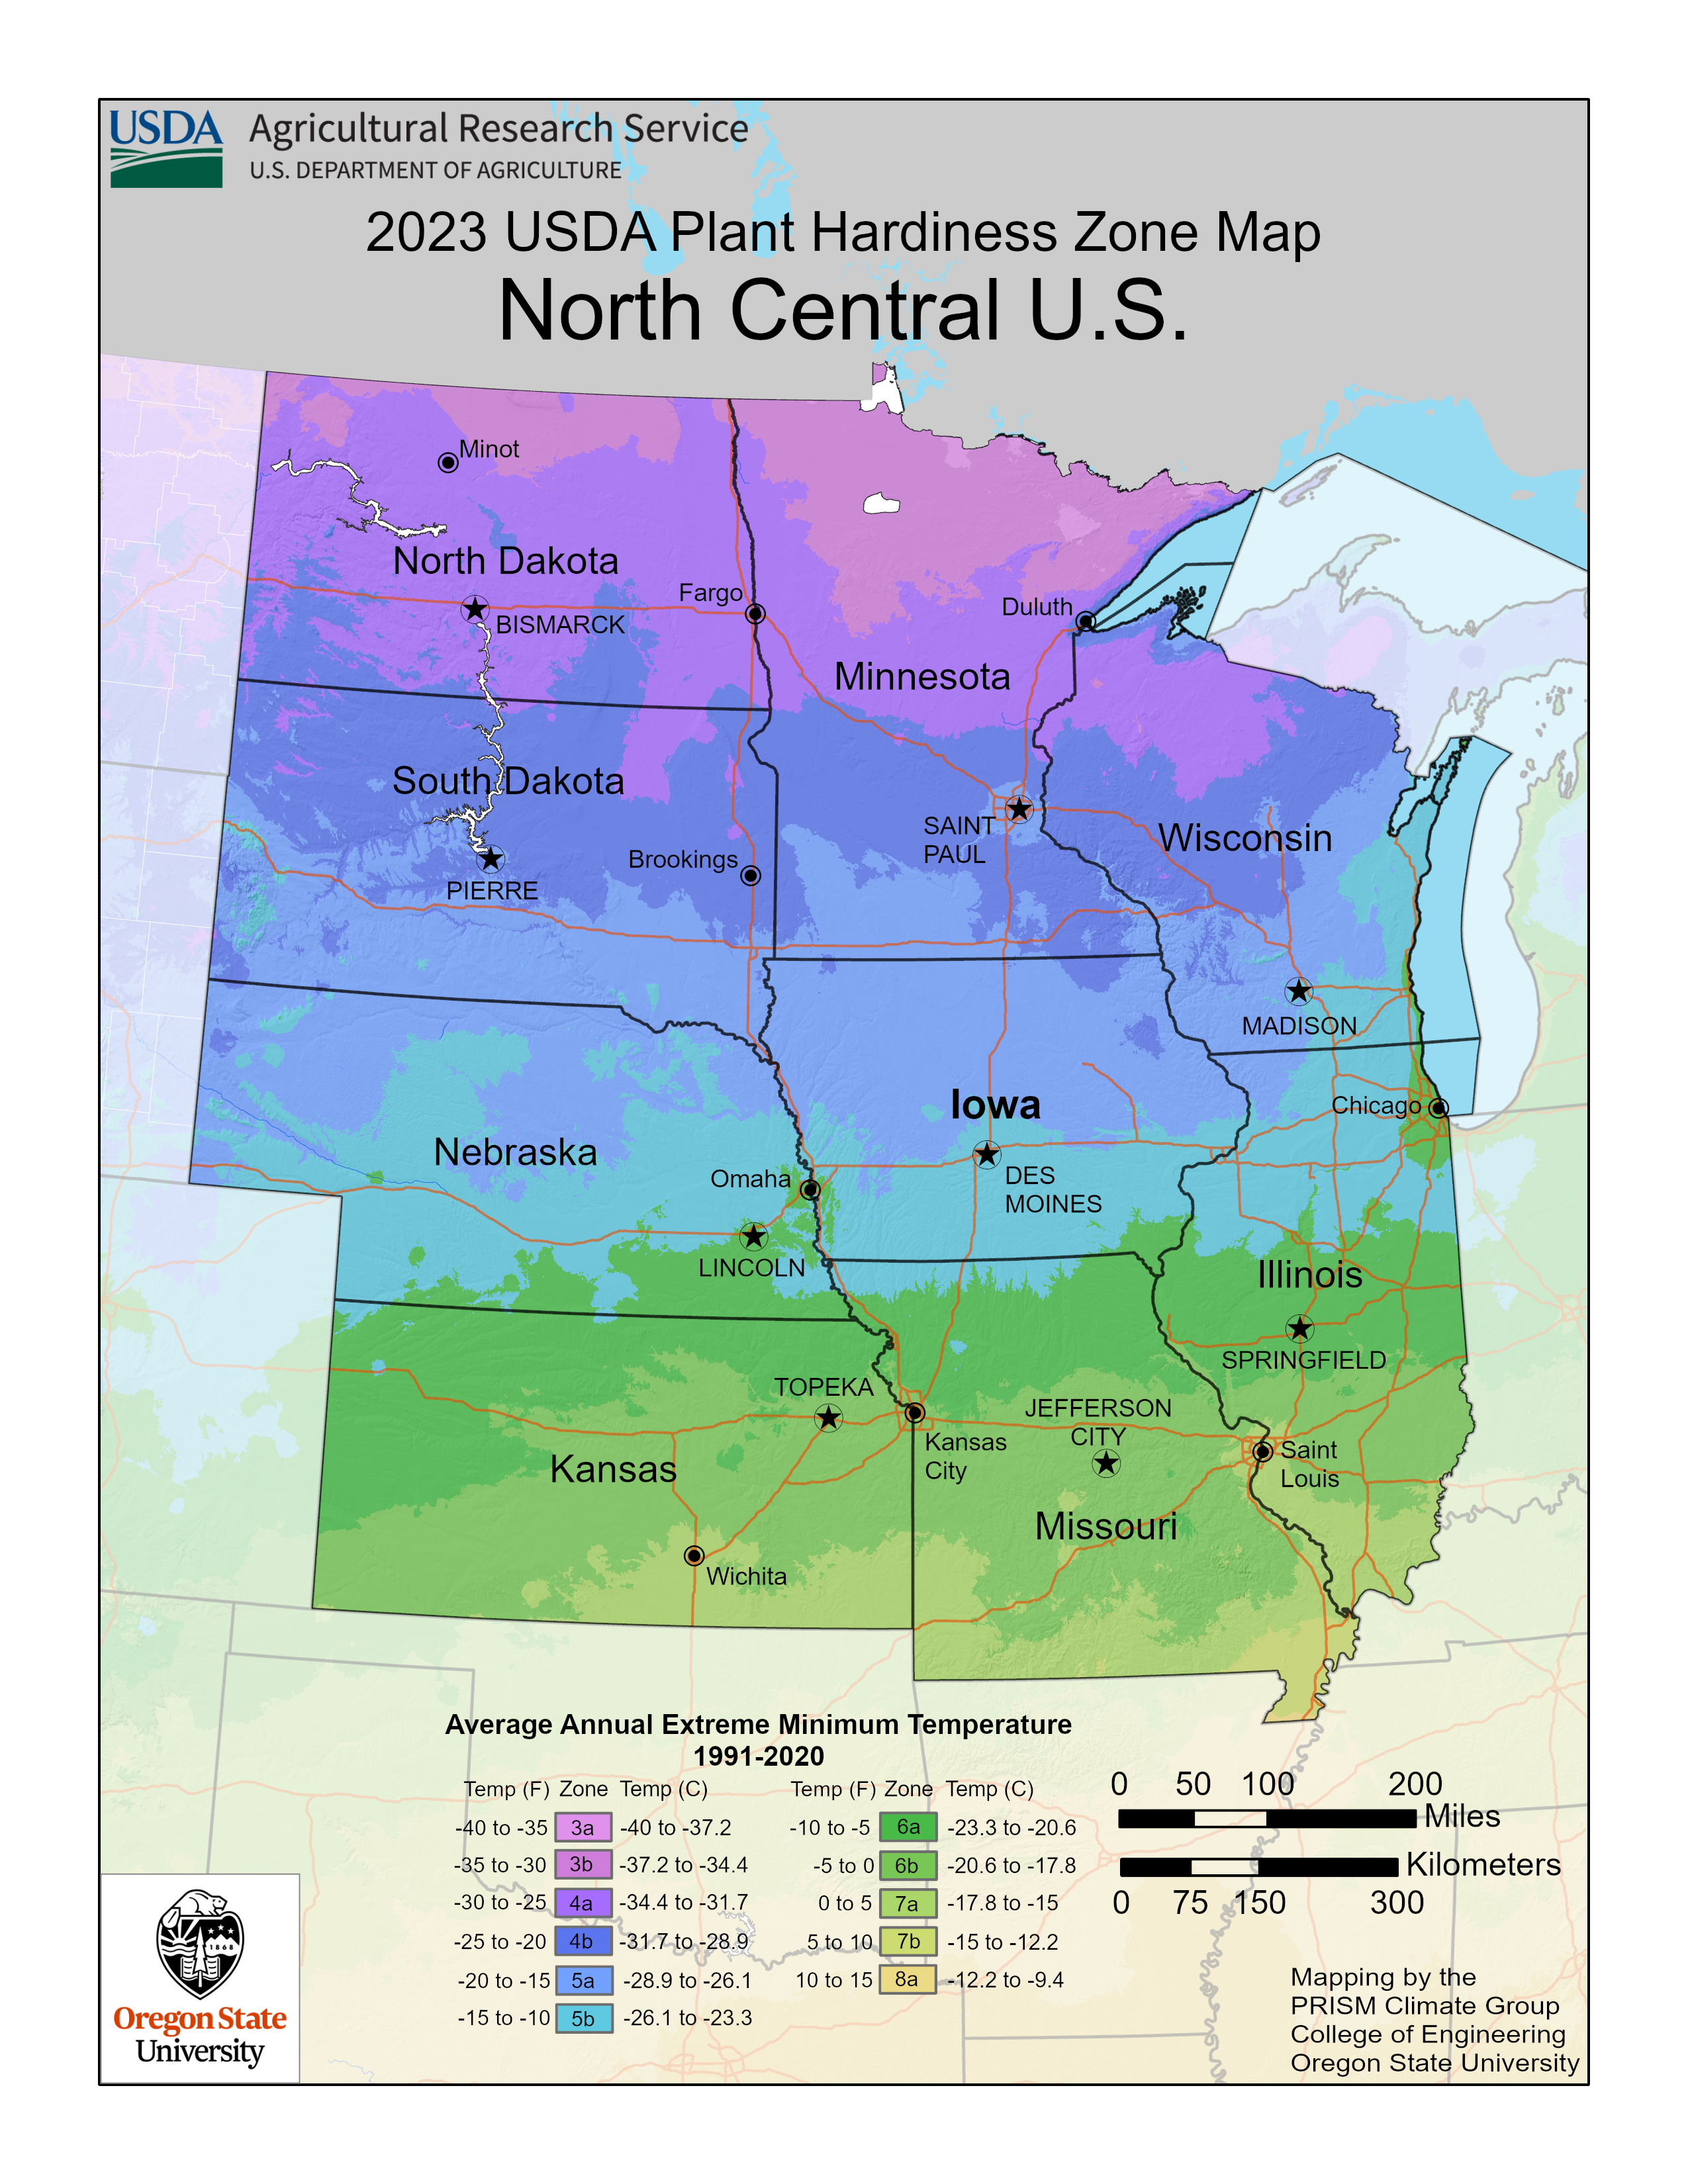 USDA
Agricultural Research Service
U.S. DEPARTMENT OF AGRICULTURE
2023 USDA Plant Hardiness Zone Map
North Central U.S.
Minot
North Dakota
Fargo
Duluth
BISMARCK
Minnesota
South Dakota
SAINT
PAUL
Wisconsin
Brookings
PIERRE
MADISON
Iowa
Chicago
Nebraska
Omaha
DES
MOINES
LINCOLN
Illinois
SPRINGFIELD
TOPEKA
JEFFERSON
CITY
Kansas
City
Saint
Louis
Kansas
Missouri
Wichita
Average Annual Extreme Minimum Temperature
1991-2020
Temp (F) Zone Temp (C) Temp (F) Zone Temp (C)
-40 to -35 3a -40 to -37.2 -10 to -5 6a -23.3 to -20.6
-35 to -30 3b -37.2 to -34.4 -5 to 0 6b -20.6 to -17.8
-30 to -25 4a -34.4 to -31.7 0 to 5 7a -17.8 to -15
-25 to -20 4b -31.7 to -28.9 5 to 10 7b -15 to -12.2
-20 to -15 5a -28.9 to -26.1 10 to 15 8a -12.2 to -9.4
-15 to -10 5b -26.1 to -23.3
0 50 100 200
Miles
Kilometers
0 75 150 300
1868
Oregon State
University
Mapping by the
PRISM Climate Group
College of Engineering
Oregon State University